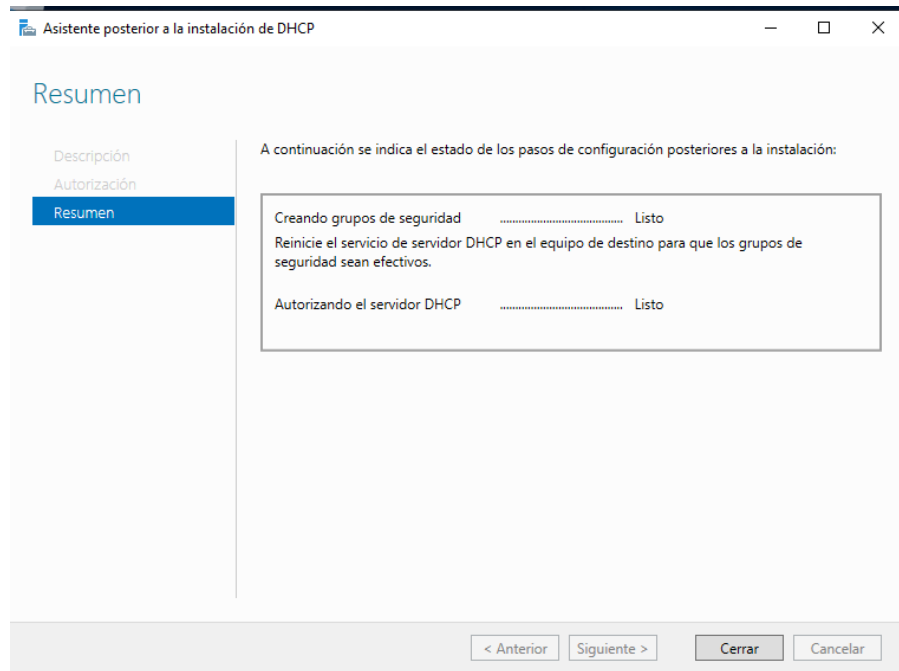 Asistente posterior a la instalación de DHCP
Resumen
Descripción
Autorización
Resumen
A continuación se indica el estado de los pasos de configuración posteriores a la instalación:
Creando grupos de seguridad ........................................ Listo
Reinicie el servicio de servidor DHCP en el equipo de destino para que los grupos de
seguridad sean efectivos.
Autorizando el servidor DHCP ........................................ Listo
< Anterior Siguiente > Cerrar Cancelar